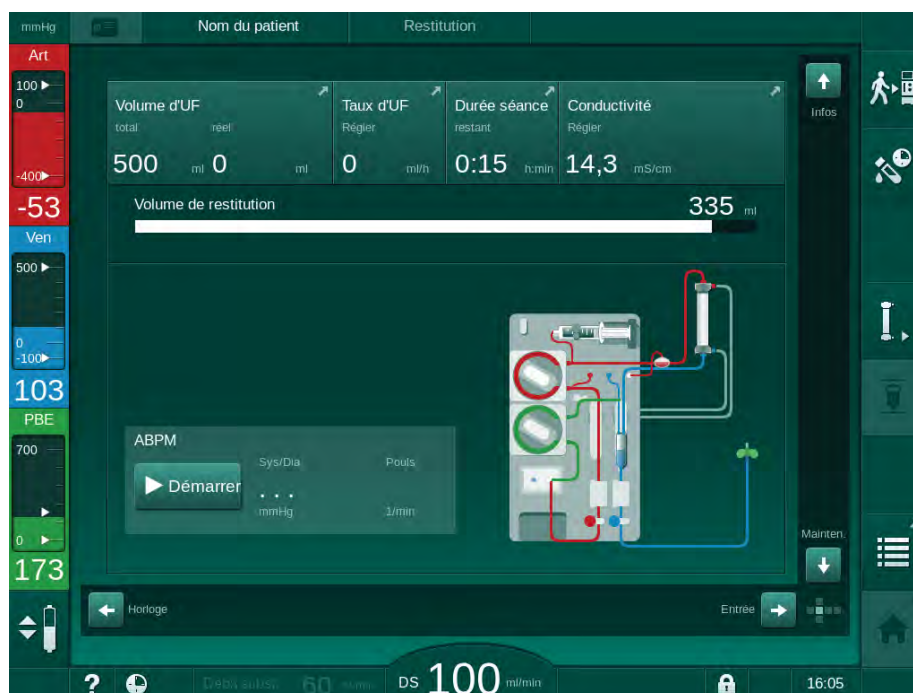 mmHg
Nom du patient
Restitution
Art
100
0
-400
-53
Ven
500
0
-100
103
PBE
700
0
173
Volume d'UF
total
réel
500 ml 0 ml
Taux d'UF
Régler
0 ml/h
Durée séance
restant
0:15 h:min
Conductivité
Régler
14,3 mS/cm
Infos
Volume de restitution
335 ml
ABPM
Démarrer
Sys/Dia
. . .
mmHg
Pouls
1/min
Mainten.
Horloge
Entrée
?
60
DS 100 ml/min
16:05